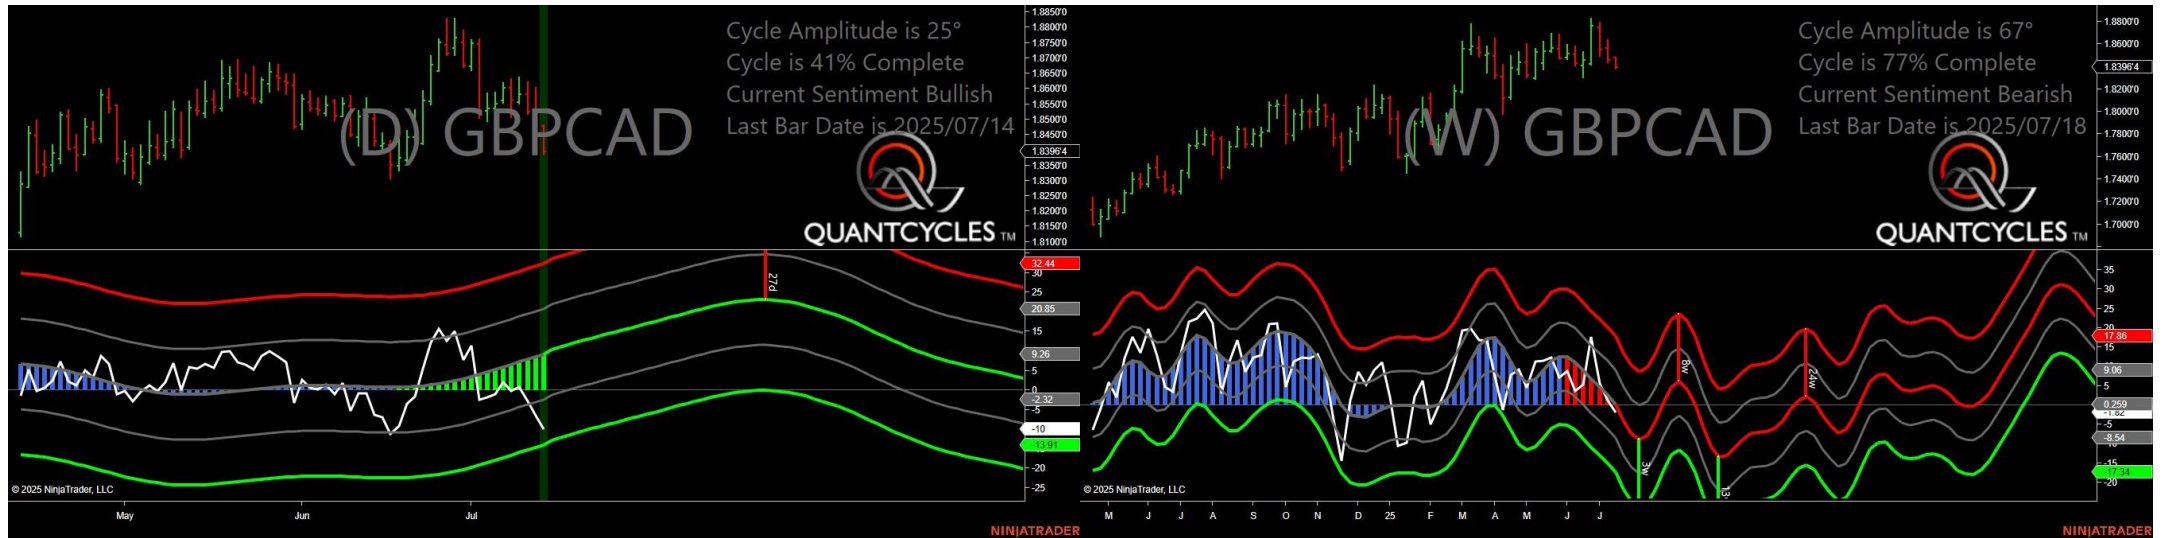 Cycle Amplitude is 25°
Cycle is 41% Complete
Current Sentiment Bullish
Last Bar Date is 2025/07/14
(D) GBPCAD
QUANTCYCLES TM
1.8850'0
1.8800'0
1.8750'0
1.8700'0
1.8650'0
1.8600'0
1.8550'0
1.8500'0
1.8450'0
1.8396'4
1.8350'0
1.8300'0
1.8250'0
1.8200'0
1.8150'0
1.8100'0
27d
32.44
30
25
20.85
15
9.26
5
0
-2.32
-5
-10
-13.91
-20
-25
© 2025 NinjaTrader, LLC
May Jun Jul
NINJATRADER
Cycle Amplitude is 67°
Cycle is 77% Complete
Current Sentiment Bearish
Last Bar Date is 2025/07/18
(W) GBPCAD
QUANTCYCLES TM
1.8800'0
1.8600'0
1.8396'4
1.8200'0
1.8000'0
1.7800'0
1.7600'0
1.7400'0
1.7200'0
1.7000'0
8w
24w
3w
13
35
30
25
20
17.86
15
9.06
5
0.259
-1.82
-5
-8.54
-15
-17.34
-20
© 2025 NinjaTrader, LLC
M J J A S O N D 25 F M A M J J
NINJATRADER